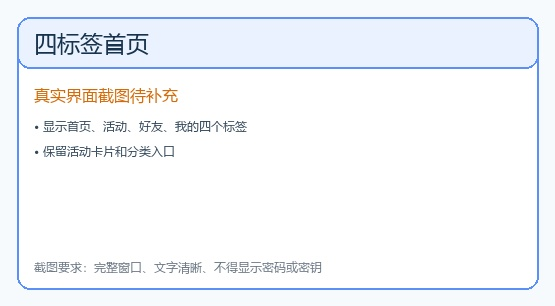 四标签首页
真实界面截图待补充
• 显示首页、活动、好友、我的四个标签
• 保留活动卡片和分类入口
截图要求：完整窗口、文字清晰、不得显示密码或密钥